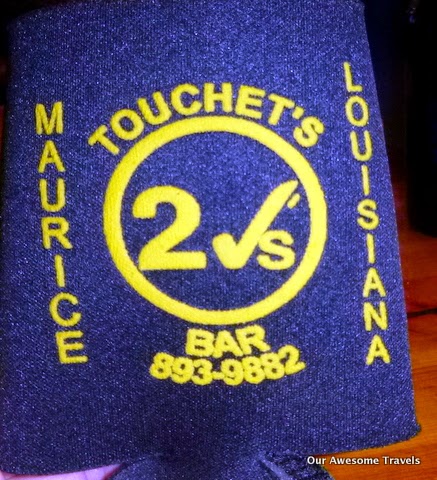 MAURICE
TOUCHET'S
2 ✓'s
BAR
893-9882
LOUISIANA
Our Awesome Travels